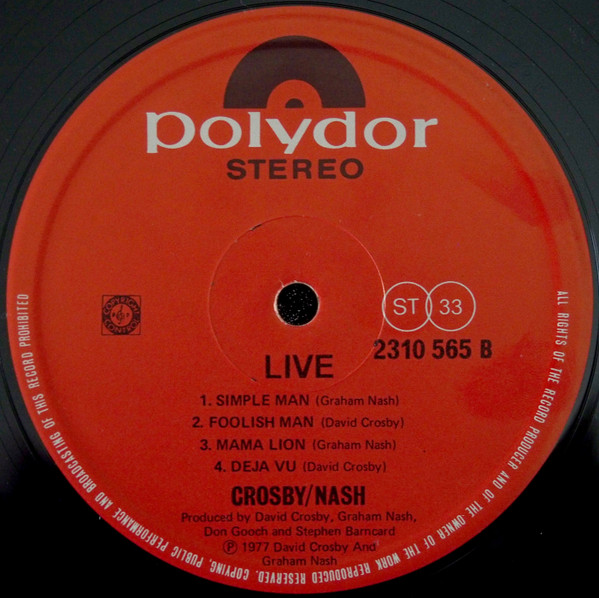 polydor
STEREO
COPYRIGHT
CONTROL
ST 33
2310 565 B
LIVE
1. SIMPLE MAN (Graham Nash)
2. FOOLISH MAN (David Crosby)
3. MAMA LION (Graham Nash)
4. DEJA VU (David Crosby)
CROSBY/NASH
Produced by David Crosby, Graham Nash,
Don Gooch and Stephen Barncard
℗ 1977 David Crosby And
Graham Nash
ALL RIGHTS OF THE RECORD PRODUCER AND OF THE OWNER OF THE WORK REPRODUCED RESERVED. COPYING, PUBLIC PERFORMANCE AND BROADCASTING OF THIS RECORD PROHIBITED